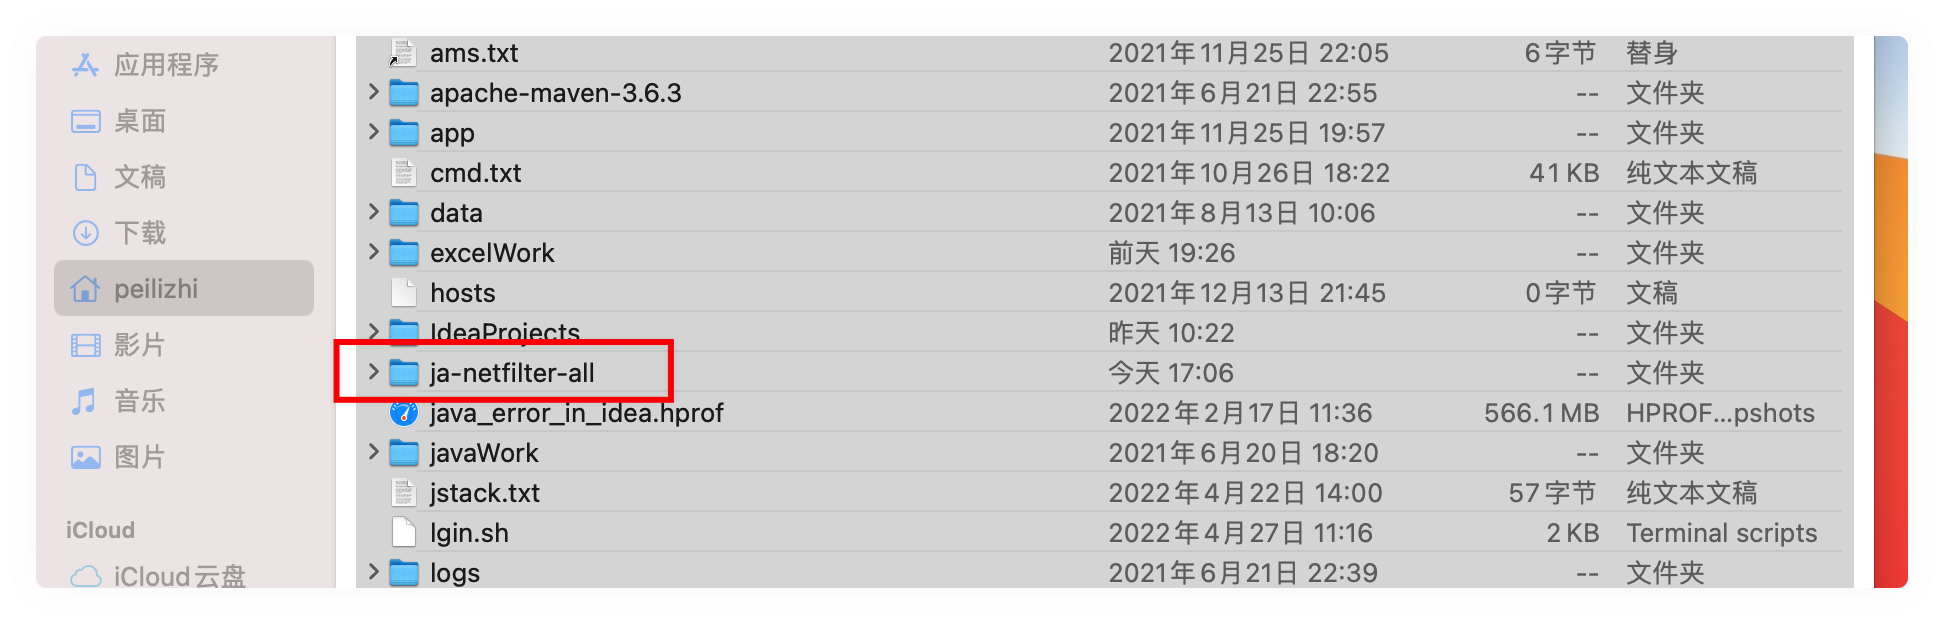 应用程序
桌面
文稿
下载
peilizhi
影片
音乐
图片
iCloud
iCloud云盘
ams.txt 2021年11月25日 22:05 6字节 替身
apache-maven-3.6.3 2021年6月21日 22:55 -- 文件夹
app 2021年11月25日 19:57 -- 文件夹
cmd.txt 2021年10月26日 18:22 41 KB 纯文本文稿
data 2021年8月13日 10:06 -- 文件夹
excelWork 前天 19:26 -- 文件夹
hosts 2021年12月13日 21:45 0字节 文稿
IdeaProjects 昨天 10:22 -- 文件夹
ja-netfilter-all 今天 17:06 -- 文件夹
java_error_in_idea.hprof 2022年2月17日 11:36 566.1 MB HPROF...pshots
javaWork 2021年6月20日 18:20 -- 文件夹
jstack.txt 2022年4月22日 14:00 57字节 纯文本文稿
lgin.sh 2022年4月27日 11:16 2 KB Terminal scripts
logs 2021年6月21日 22:39 -- 文件夹